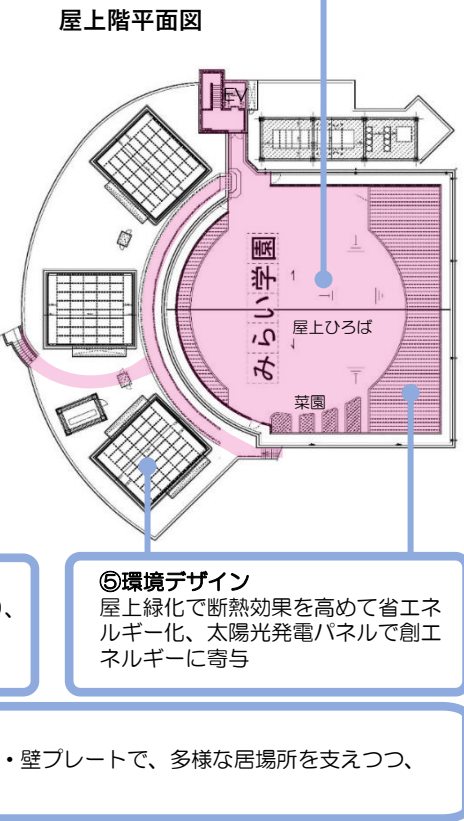 屋上階平面図
EV
みらい学園
屋上ひろば
菜園
、
⑤環境デザイン
屋上緑化で断熱効果を高めて省エネ
ルギー化、太陽光発電パネルで創エ
ネルギーに寄与
・壁プレートで、多様な居場所を支えつつ、